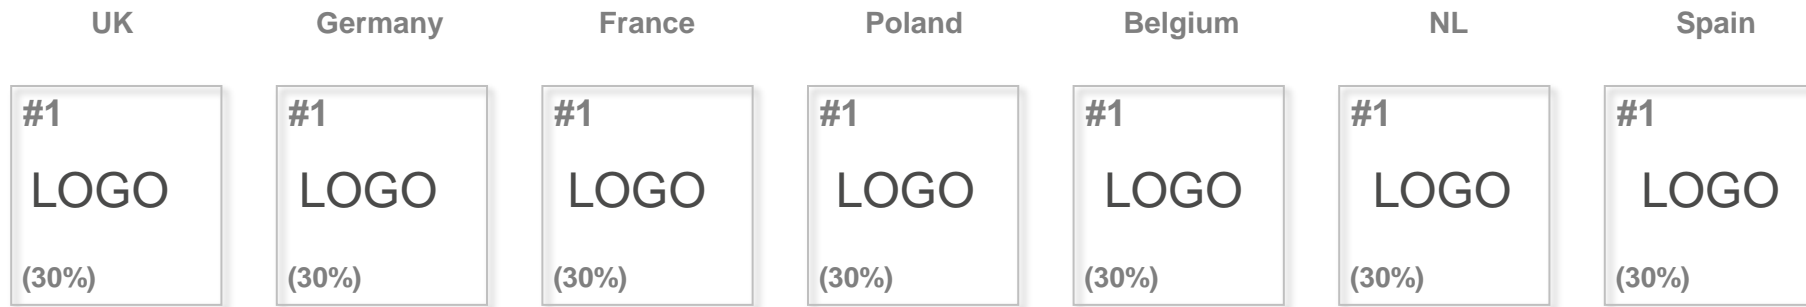 UK Germany France Poland Belgium NL Spain
#1 #1 #1 #1 #1 #1 #1
LOGO LOGO LOGO LOGO LOGO LOGO LOGO
(30%) (30%) (30%) (30%) (30%) (30%) (30%)